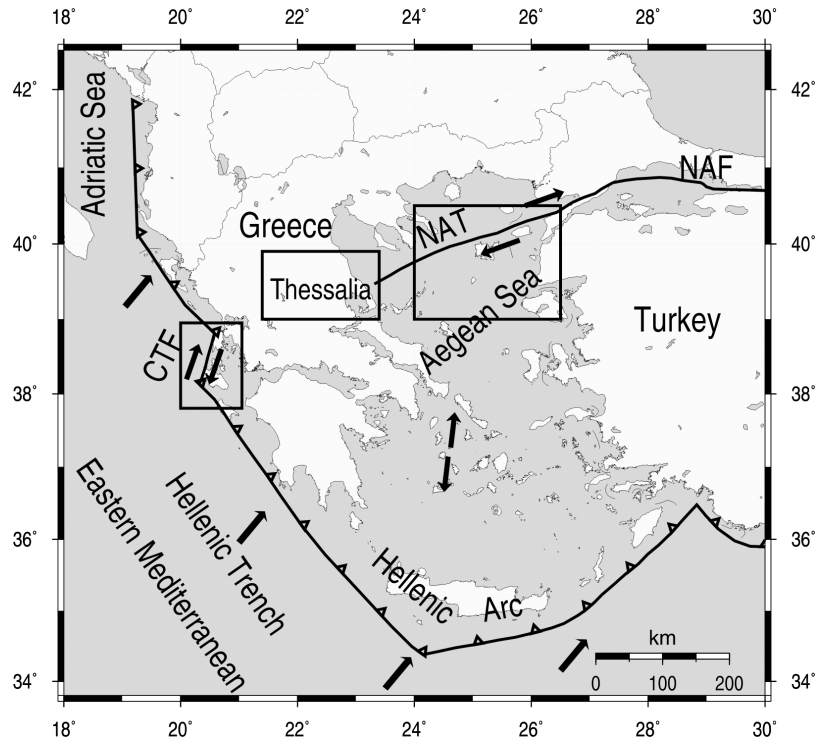 18˚ 20˚ 22˚ 24˚ 26˚ 28˚ 30˚
42˚ 42˚
Adriatic Sea
NAF
Greece
NAT
40˚ 40˚
Thessalia
Aegean Sea
Turkey
CTF
38˚ 38˚
Hellenic Trench
Eastern Mediterranean
36˚ 36˚
Hellenic
Arc
km
0 100 200
34˚ 34˚
18˚ 20˚ 22˚ 24˚ 26˚ 28˚ 30˚